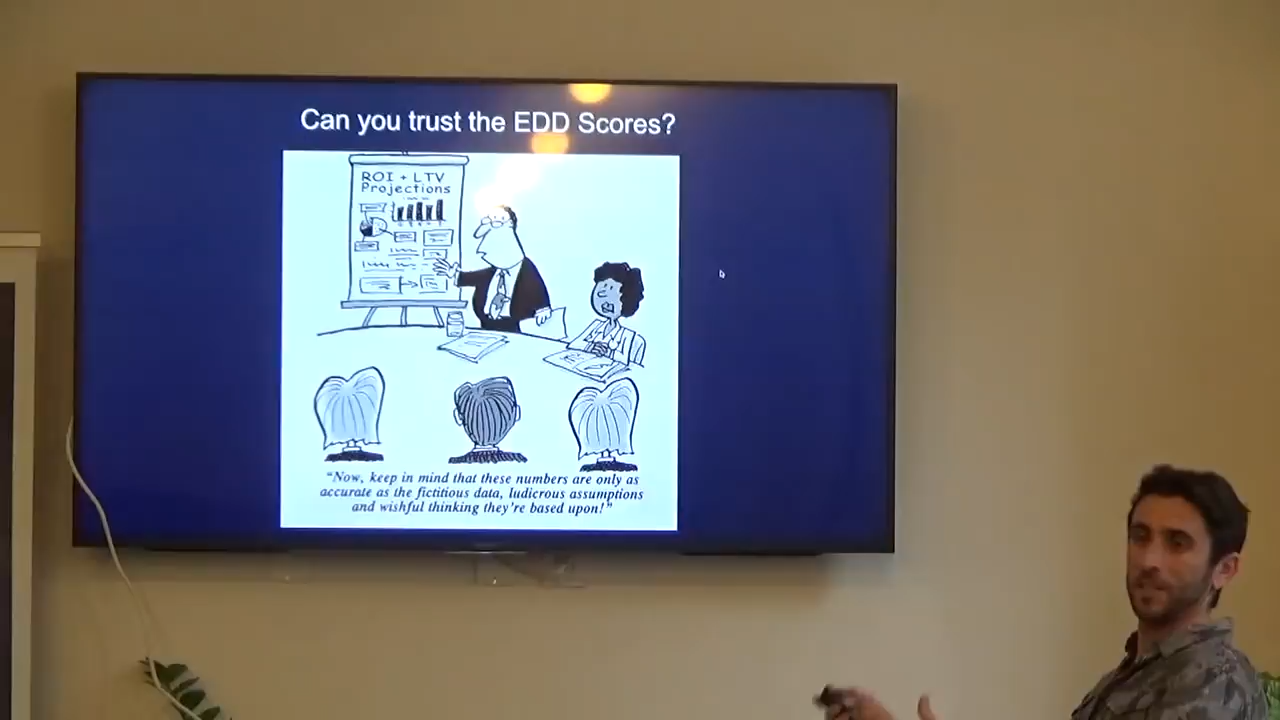 Can you trust the EDD Scores?
ROI + LTV
Projections
“Now, keep in mind that these numbers are only as
accurate as the fictitious data, ludicrous assumptions
and wishful thinking they’re based upon!”